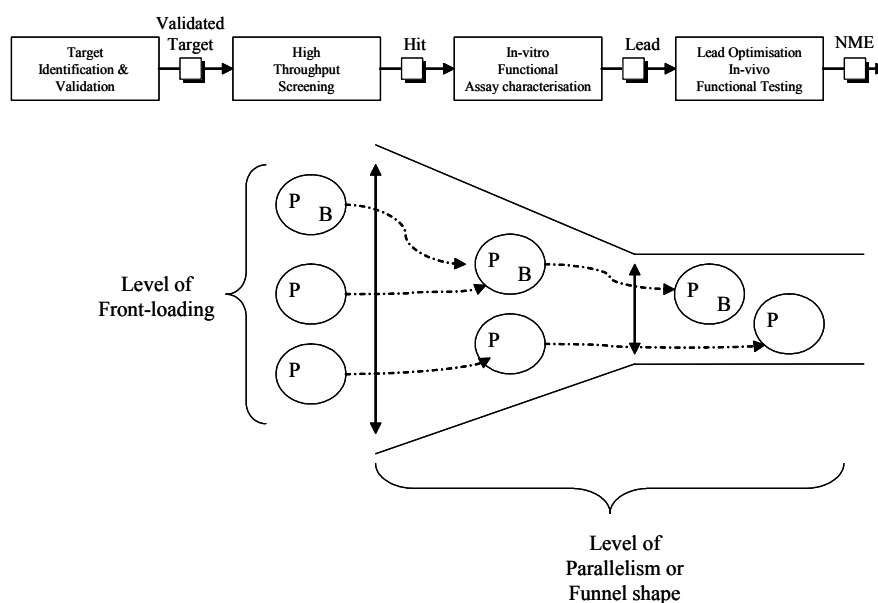 Validated
Target
Hit
Lead
NME
Target
Identification &
Validation
High
Throughput
Screening
In-vitro
Functional
Assay characterisation
Lead Optimisation
In-vivo
Functional Testing
Level of
Front-loading
P
B
P
P
P
B
P
P
B
P
Level of
Parallelism or
Funnel shape